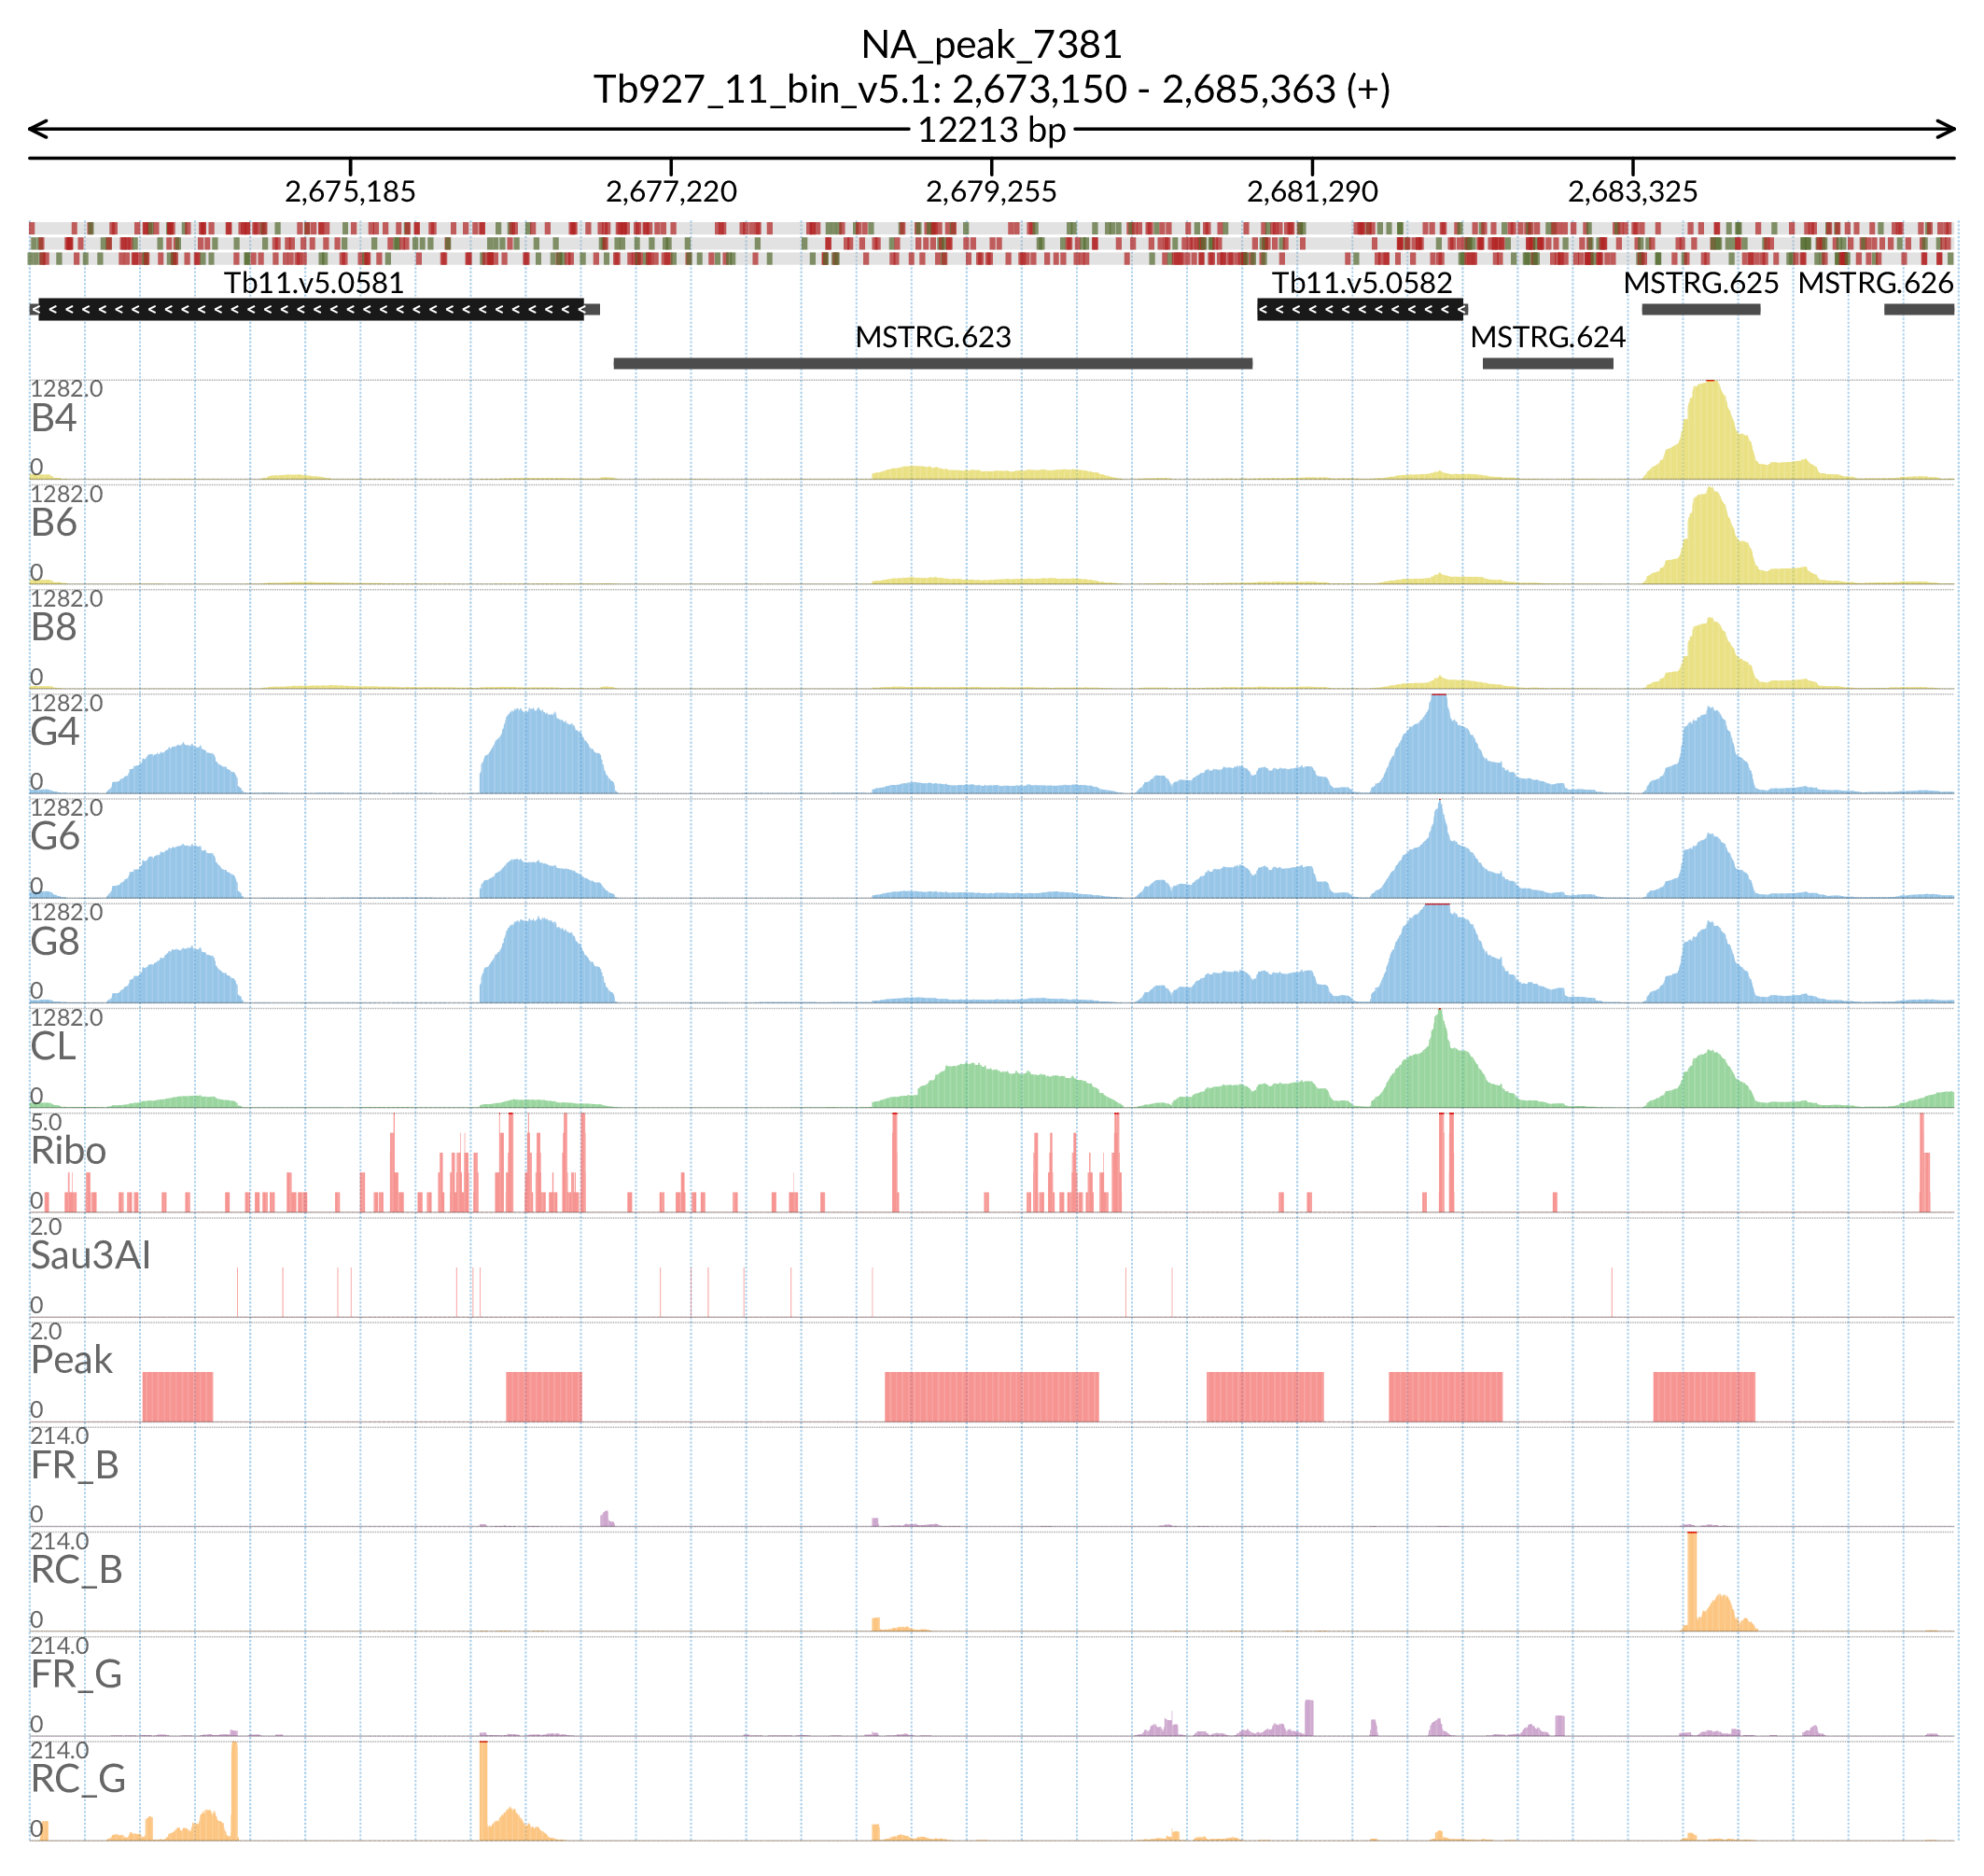 NA_peak_7381
Tb927_11_bin_v5.1: 2,673,150 - 2,685,363 (+)
12213 bp
2,675,185 2,677,220 2,679,255 2,681,290 2,683,325
Tb11.v5.0581 Tb11.v5.0582 MSTRG.625 MSTRG.626
MSTRG.623 MSTRG.624
1282.0
B4
0
1282.0
B6
0
1282.0
B8
0
1282.0
G4
0
1282.0
G6
0
1282.0
G8
0
1282.0
CL
0
5.0
Ribo
0
2.0
Sau3AI
0
2.0
Peak
0
214.0
FR_B
0
214.0
RC_B
0
214.0
FR_G
0
214.0
RC_G
0